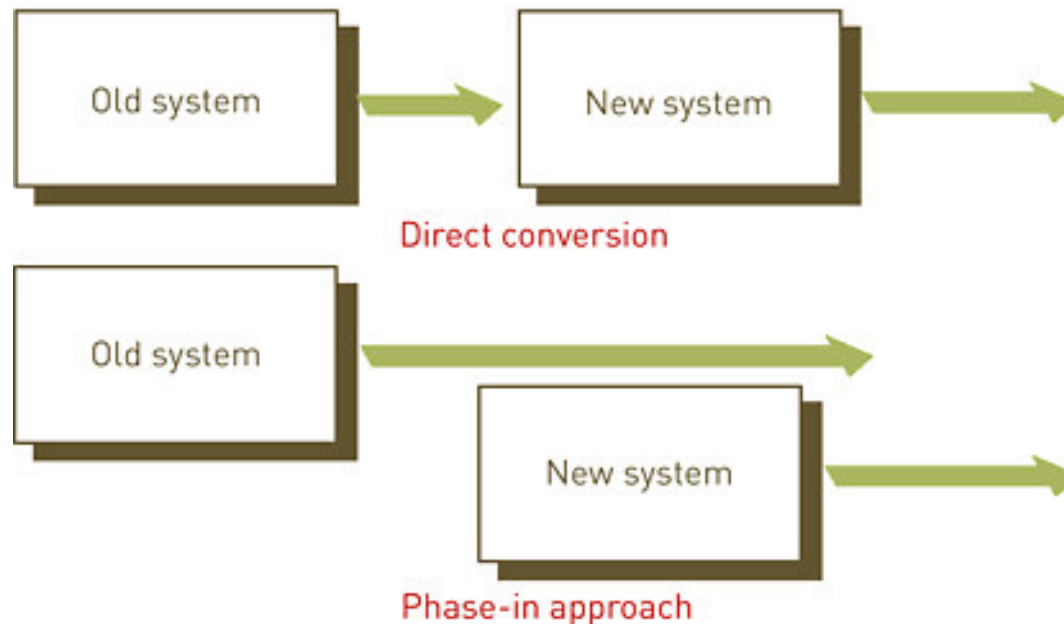 Old system
New system
Direct conversion
Old system
New system
Phase-in approach